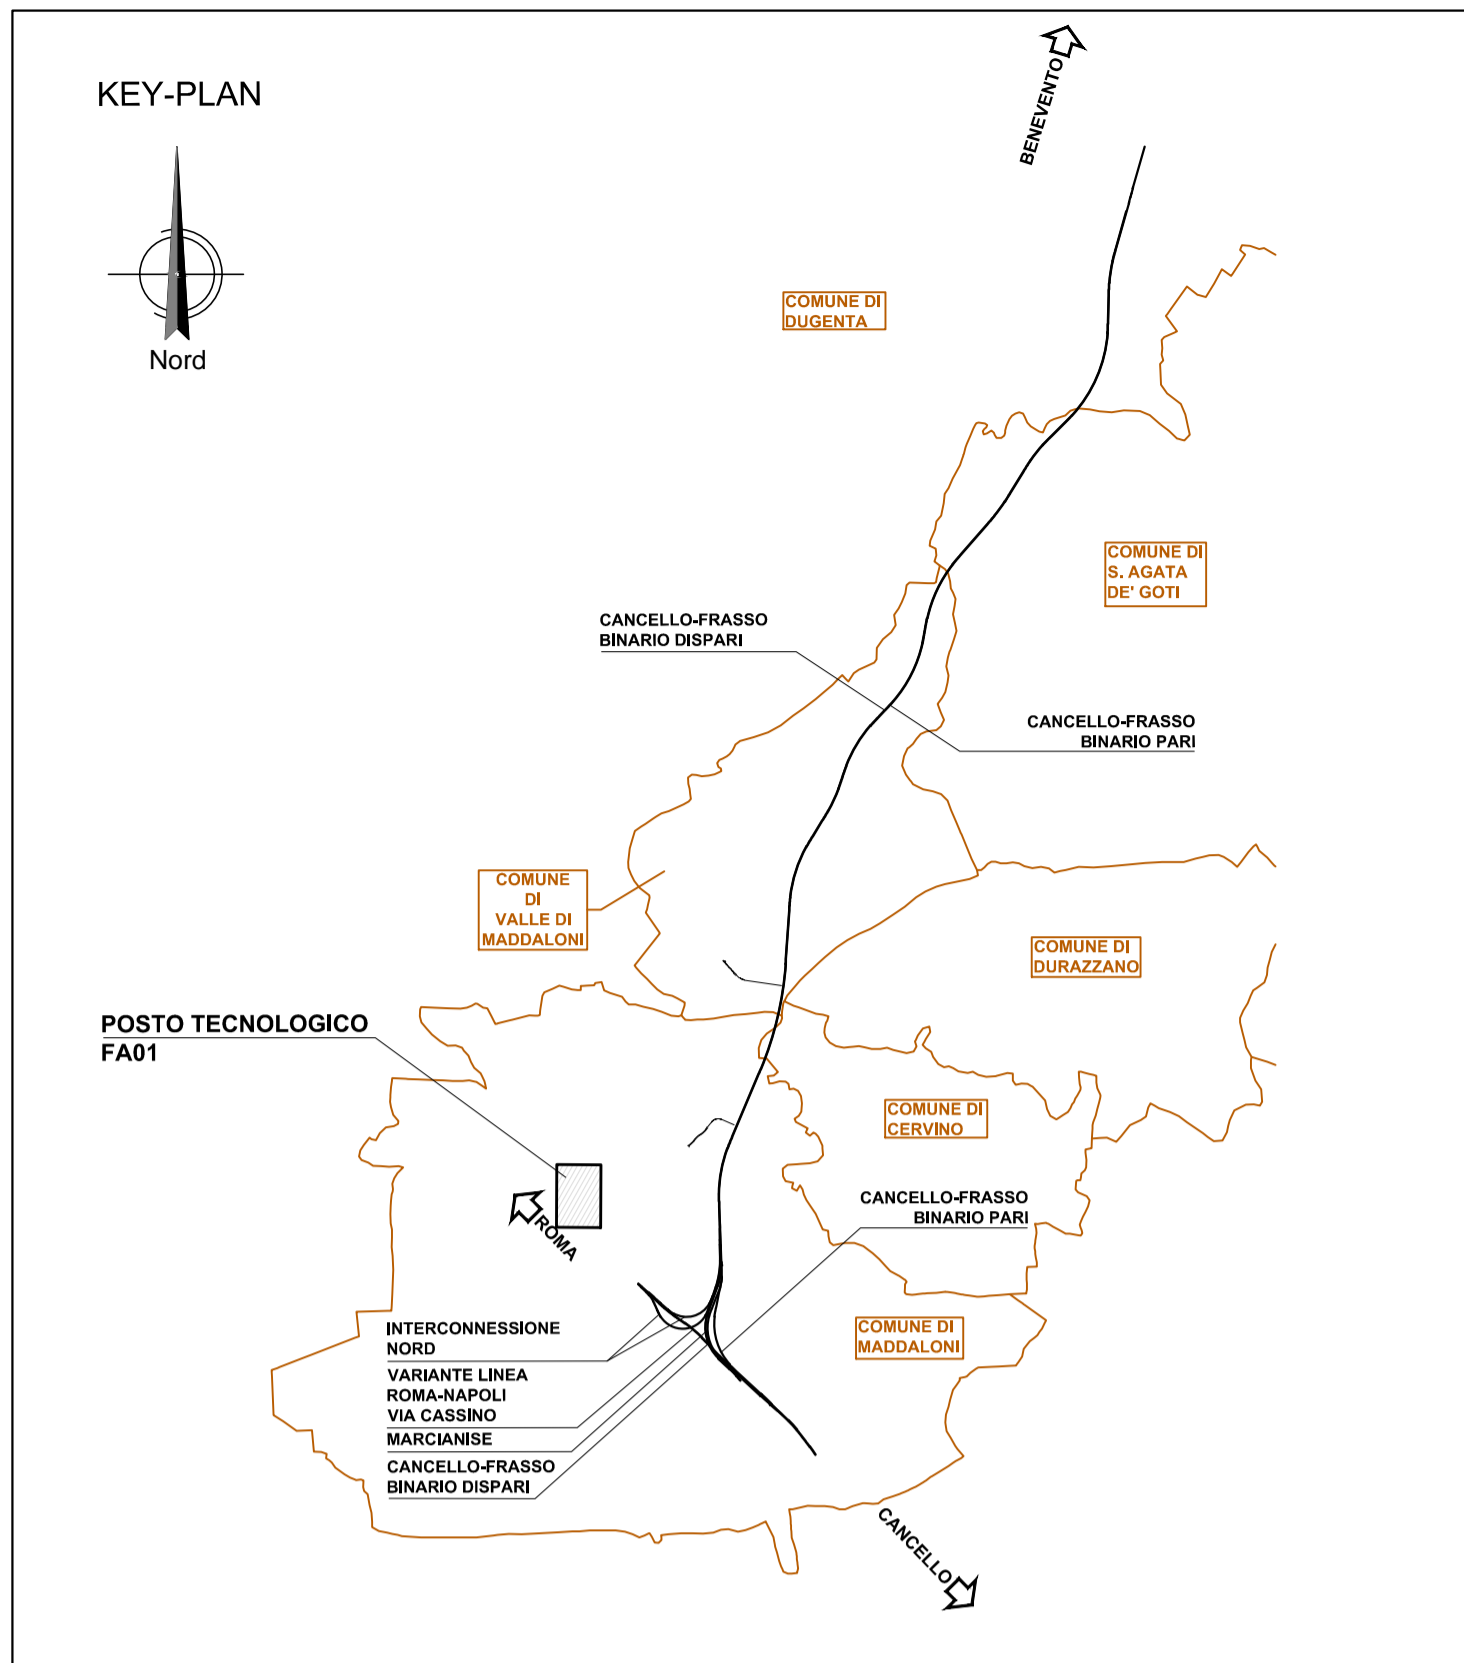 BENEVENTO
KEY-PLAN
Nord
COMUNE DI
DUGENTA
COMUNE DI
S. AGATA
DE' GOTI
CANCELLO-FRASSO
BINARIO DISPARI
CANCELLO-FRASSO
BINARIO PARI
COMUNE
DI
VALLE DI
MADDALONI
COMUNE DI
DURAZZANO
POSTO TECNOLOGICO
FA01
COMUNE DI
CERVINO
CANCELLO-FRASSO
BINARIO PARI
ROMA
INTERCONNESSIONE
NORD
COMUNE DI
MADDALONI
VARIANTE LINEA
ROMA-NAPOLI
VIA CASSINO
MARCIANISE
CANCELLO-FRASSO
BINARIO DISPARI
CANCELLO